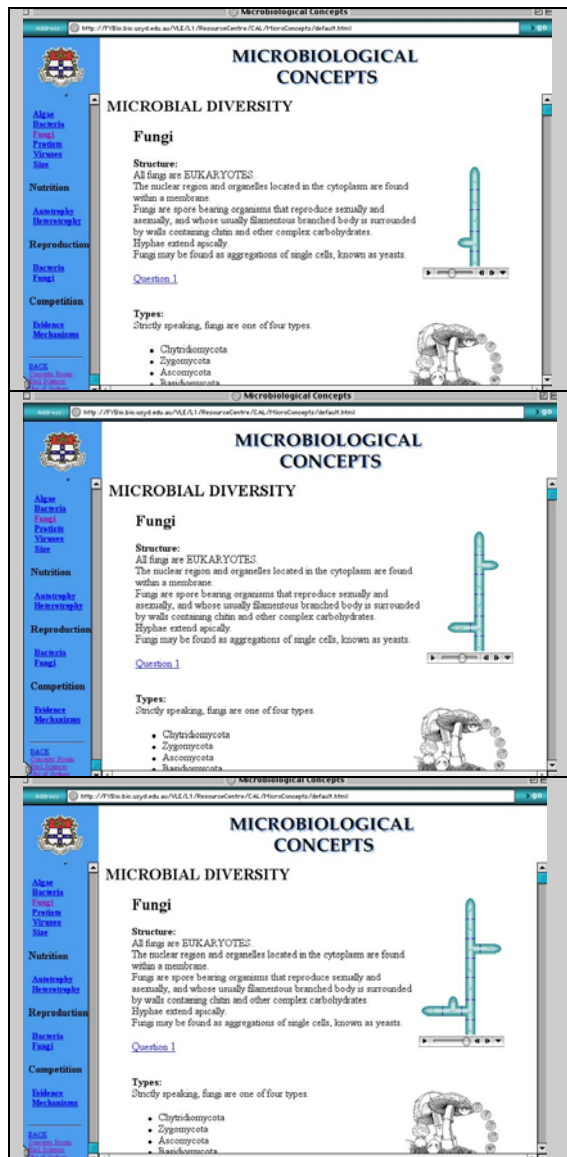 Microbiological Concepts
Address: http://FYBio.bio.usyd.edu.au/VLE/L1/ResourceCentre/CAL/MicroConcepts/default.html
go
MICROBIOLOGICAL
CONCEPTS
Algae
Bacteria
Fungi
Protists
Viruses
Size
Nutrition
Autotrophy
Heterotrophy
Reproduction
Bacteria
Fungi
Competition
Evidence
Mechanisms
BACK
Concepts Room
MICROBIAL DIVERSITY
Fungi
Structure:
All fungi are EUKARYOTES.
The nuclear region and organelles located in the cytoplasm are found
within a membrane.
Fungi are spore bearing organisms that reproduce sexually and
asexually, and whose usually filamentous branched body is surrounded
by walls containing chitin and other complex carbohydrates.
Hyphae extend apically.
Fungi may be found as aggregations of single cells, known as yeasts.
Question 1
Types:
Strictly speaking, fungi are one of four types.
Chytridiomycota
Zygomycota
Ascomycota
Basidiomycota
Microbiological Concepts
Address: http://FYBio.bio.usyd.edu.au/VLE/L1/ResourceCentre/CAL/MicroConcepts/default.html
go
MICROBIOLOGICAL
CONCEPTS
Algae
Bacteria
Fungi
Protists
Viruses
Size
Nutrition
Autotrophy
Heterotrophy
Reproduction
Bacteria
Fungi
Competition
Evidence
Mechanisms
BACK
Concepts Room
MICROBIAL DIVERSITY
Fungi
Structure:
All fungi are EUKARYOTES.
The nuclear region and organelles located in the cytoplasm are found
within a membrane.
Fungi are spore bearing organisms that reproduce sexually and
asexually, and whose usually filamentous branched body is surrounded
by walls containing chitin and other complex carbohydrates.
Hyphae extend apically.
Fungi may be found as aggregations of single cells, known as yeasts.
Question 1
Types:
Strictly speaking, fungi are one of four types.
Chytridiomycota
Zygomycota
Ascomycota
Basidiomycota
Microbiological Concepts
Address: http://FYBio.bio.usyd.edu.au/VLE/L1/ResourceCentre/CAL/MicroConcepts/default.html
go
MICROBIOLOGICAL
CONCEPTS
Algae
Bacteria
Fungi
Protists
Viruses
Size
Nutrition
Autotrophy
Heterotrophy
Reproduction
Bacteria
Fungi
Competition
Evidence
Mechanisms
BACK
Concepts Room
MICROBIAL DIVERSITY
Fungi
Structure:
All fungi are EUKARYOTES.
The nuclear region and organelles located in the cytoplasm are found
within a membrane.
Fungi are spore bearing organisms that reproduce sexually and
asexually, and whose usually filamentous branched body is surrounded
by walls containing chitin and other complex carbohydrates.
Hyphae extend apically.
Fungi may be found as aggregations of single cells, known as yeasts.
Question 1
Types:
Strictly speaking, fungi are one of four types.
Chytridiomycota
Zygomycota
Ascomycota
Basidiomycota